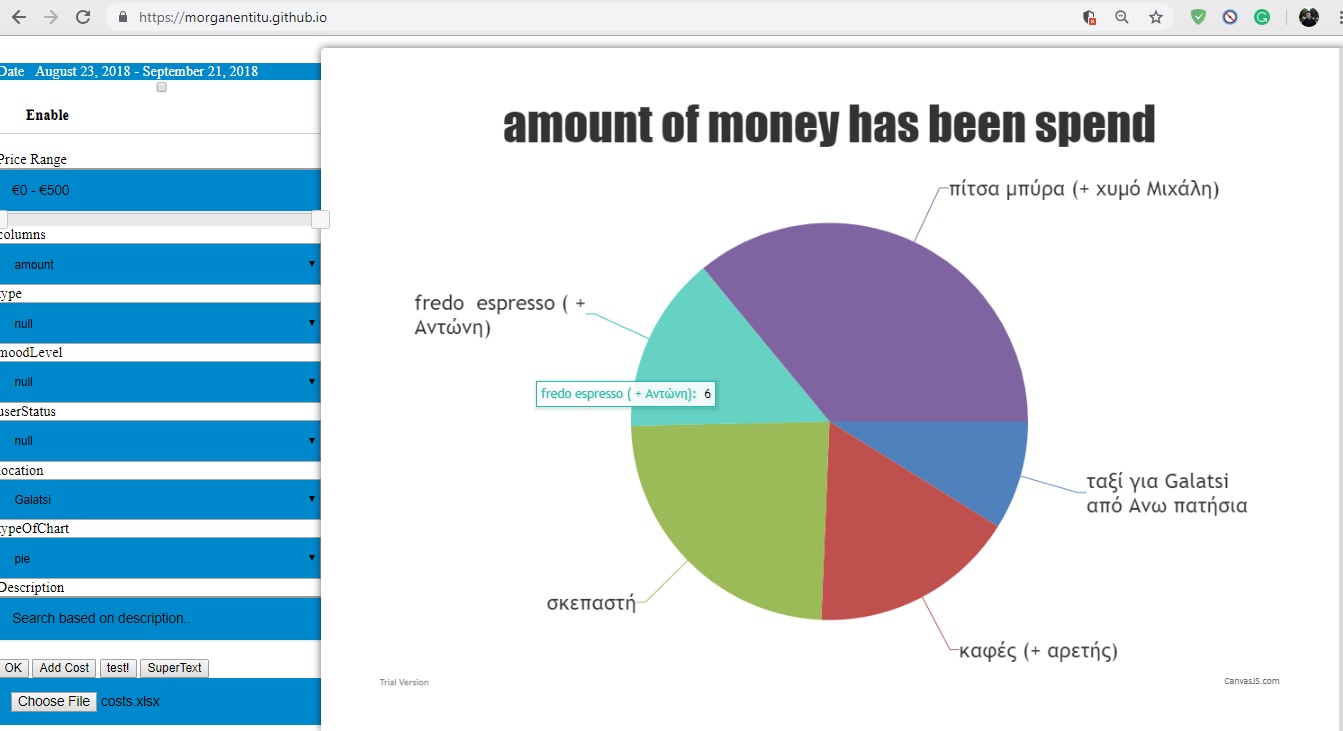 https://morganentitu.github.io
Date August 23, 2018 - September 21, 2018
Enable
Price Range
€0 - €500
columns
amount
type
null
moodLevel
null
userStatus
null
location
Galatsi
typeOfChart
pie
Description
Search based on description..
OK Add Cost test! SuperText
Choose File costs.xlsx
amount of money has been spend
πίτσα μπύρα (+ χυμό Μιχάλη)
fredo espresso ( +
Αντώνη)
fredo espresso ( + Αντώνη): 6
ταξί για Galatsi
από Ανω πατήσια
σκεπαστή
καφές (+ αρετής)
Trial Version
CanvasJS.com